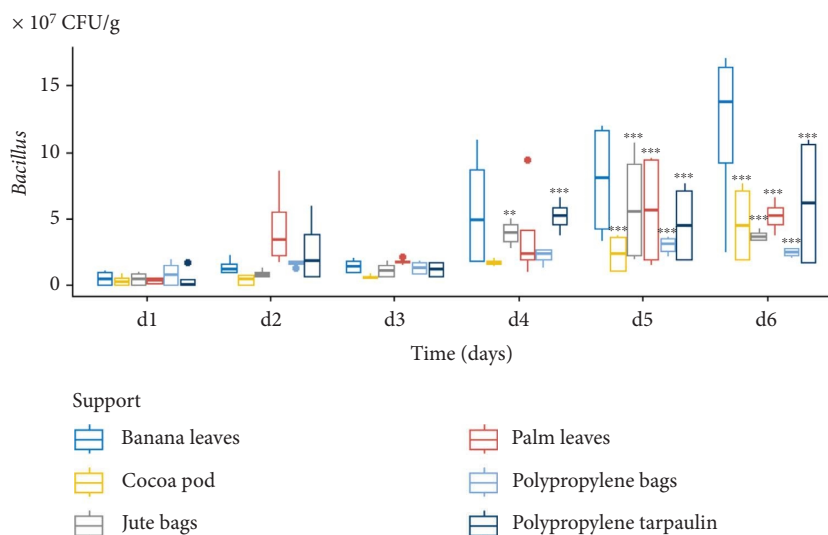 × 10⁷ CFU/g
Bacillus
15
10
5
0
** *** *** *** *** *** *** *** *** *** *** *** ***
d1 d2 d3 d4 d5 d6
Time (days)
Support
Banana leaves Palm leaves
Cocoa pod Polypropylene bags
Jute bags Polypropylene tarpaulin